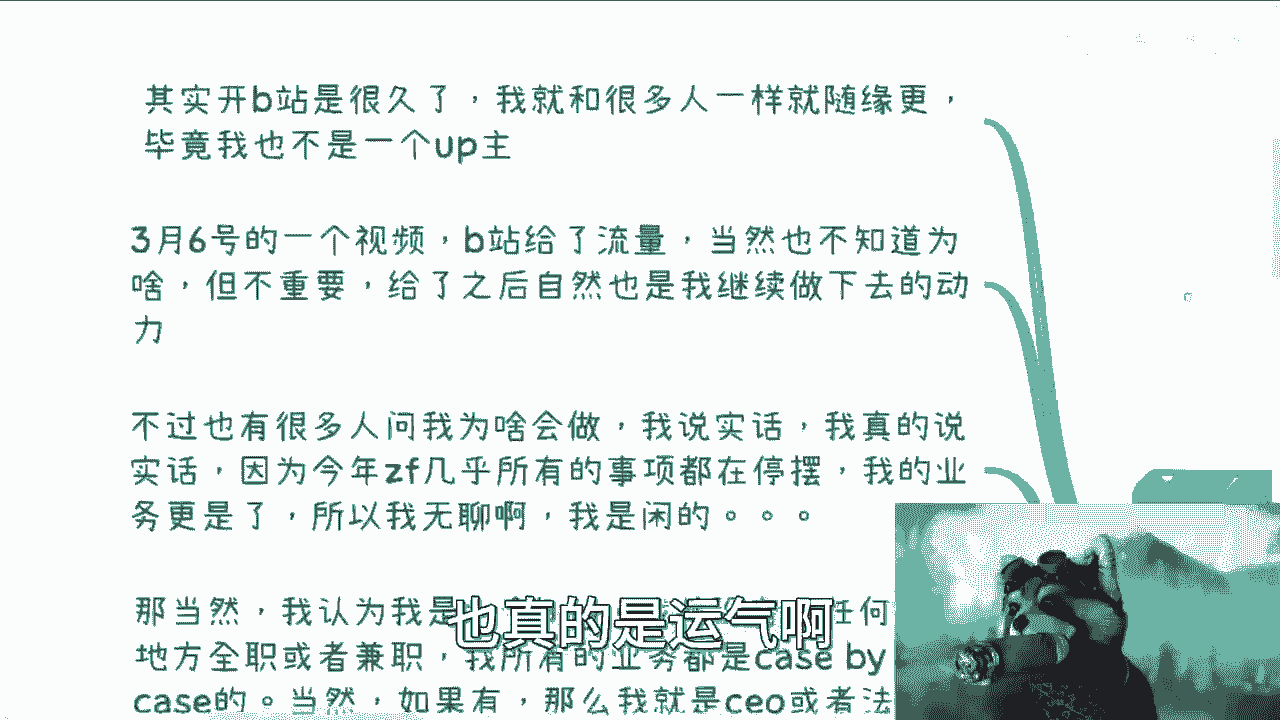 其实开b站是很久了，我就和很多人一样就随缘更，
毕竟我也不是一个up主
3月6号的一个视频，b站给了流量，当然也不知道为
啥，但不重要，给了之后自然也是我继续做下去的动
力
不过也有很多人问我为啥会做，我说实话，我真的说
实话，因为今年zf几乎所有的事项都在停摆，我的业
务更是了，所以我无聊啊，我是闲的。。。
那当然，我认为我是
任何
也真的是运气啊
地方全职或者兼职，我所有的业务都是case by
case的。当然，如果有，那么我就是ceo或者法